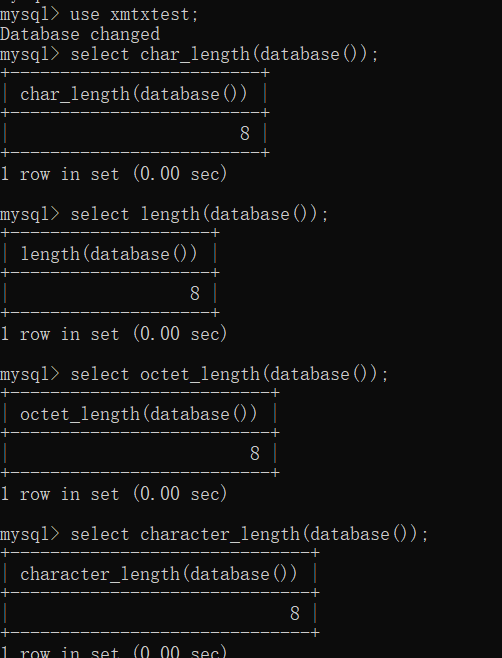 mysql> use xmtxtest;
Database changed
mysql> select char_length(database());
+-------------------------+
| char_length(database()) |
+-------------------------+
|                       8 |
+-------------------------+
1 row in set (0.00 sec)

mysql> select length(database());
+--------------------+
| length(database()) |
+--------------------+
|                  8 |
+--------------------+
1 row in set (0.00 sec)

mysql> select octet_length(database());
+--------------------------+
| octet_length(database()) |
+--------------------------+
|                        8 |
+--------------------------+
1 row in set (0.00 sec)

mysql> select character_length(database());
+------------------------------+
| character_length(database()) |
+------------------------------+
|                            8 |
+------------------------------+
1 row in set (0.00 sec)